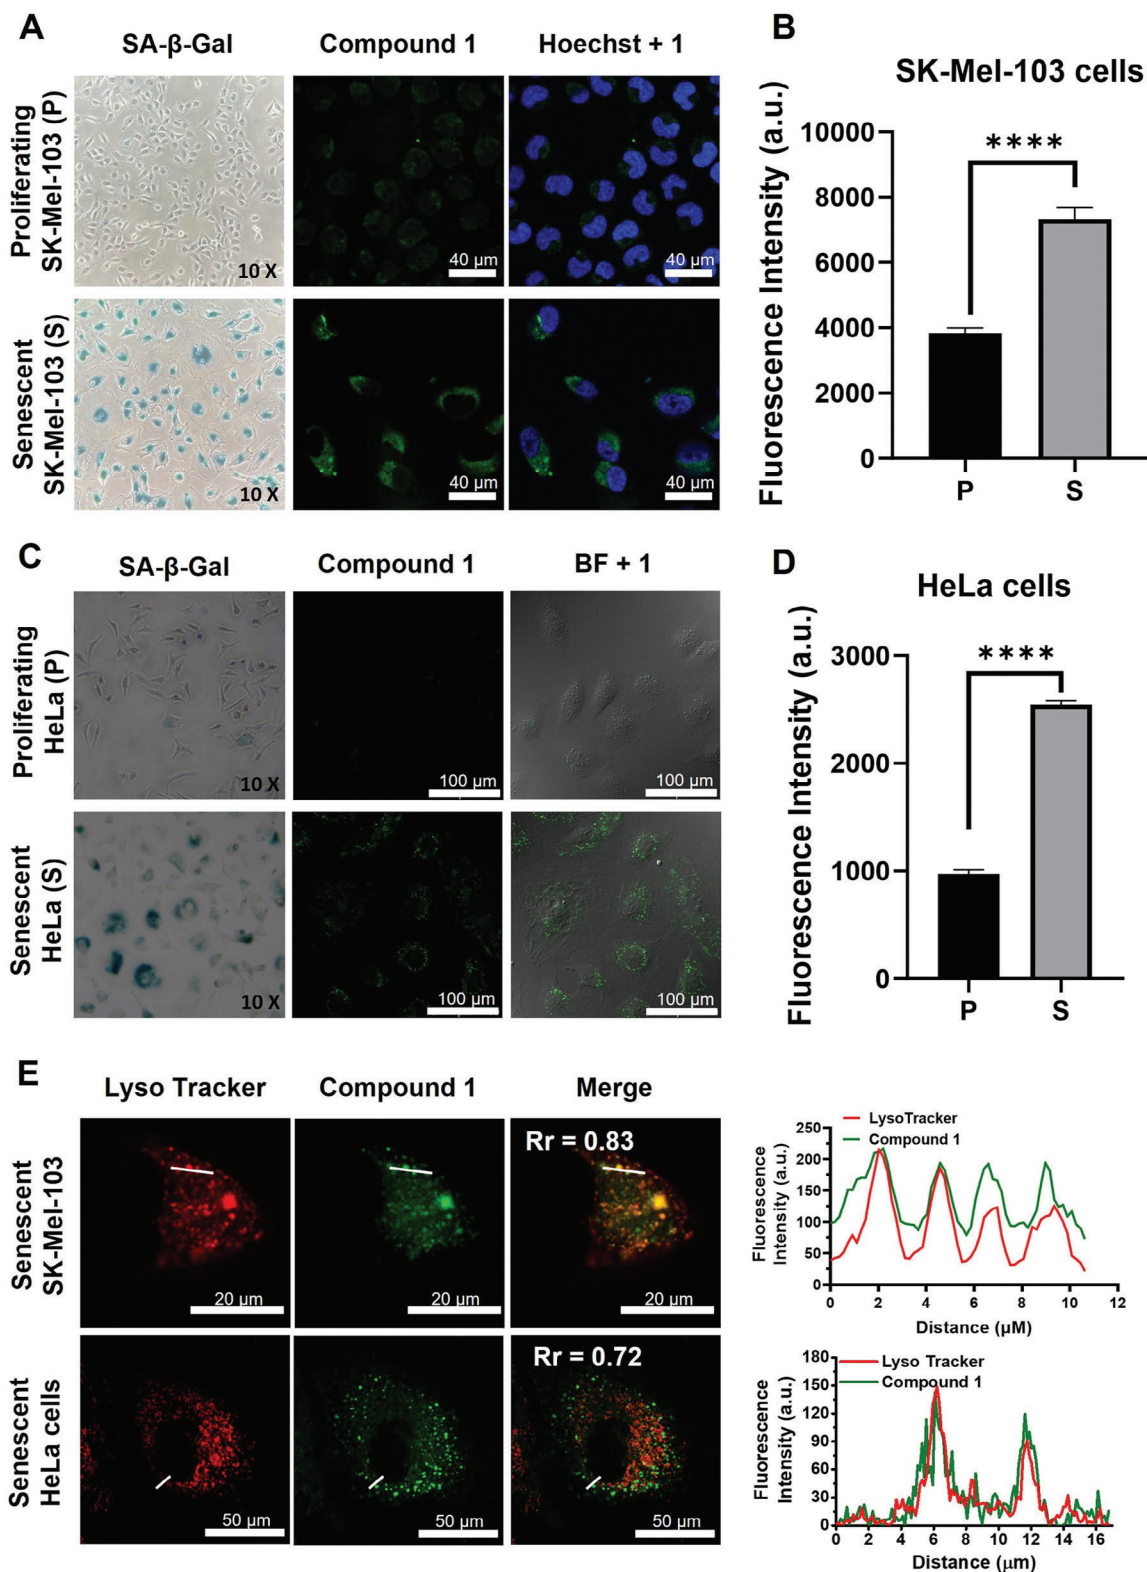 A
SA-β-Gal
Compound 1
Hoechst + 1
Proliferating
SK-Mel-103 (P)
10 X
40 µm
40 µm
Senescent
SK-Mel-103 (S)
10 X
40 µm
40 µm
B
SK-Mel-103 cells
Fluorescence Intensity (a.u.)
10000
8000
6000
4000
2000
0
****
P
S
C
SA-β-Gal
Compound 1
BF + 1
Proliferating
HeLa (P)
10 X
100 µm
100 µm
Senescent
HeLa (S)
10 X
100 µm
100 µm
D
HeLa cells
Fluorescence Intensity (a.u.)
3000
2000
1000
0
****
P
S
E
Lyso Tracker
Compound 1
Merge
Senescent
SK-Mel-103
Rr = 0.83
20 µm
20 µm
20 µm
Senescent
HeLa cells
Rr = 0.72
50 µm
50 µm
50 µm
LysoTracker
Compound 1
Fluorescence
Intensity (a.u.)
250
200
150
100
50
0
0 2 4 6 8 10 12
Distance (µM)
Lyso Tracker
Compound 1
Fluorescence
Intensity (a.u.)
180
150
120
90
60
30
0
0 2 4 6 8 10 12 14 16
Distance (µm)